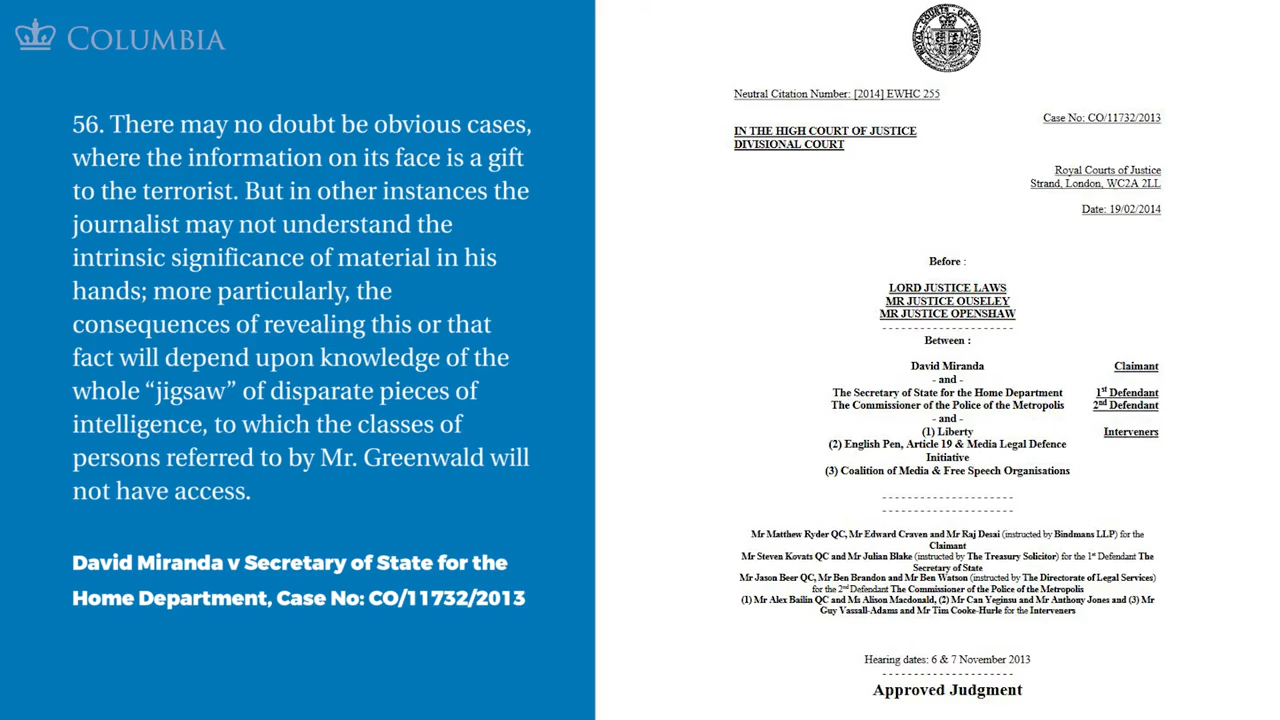 COLUMBIA
56. There may no doubt be obvious cases,
where the information on its face is a gift
to the terrorist. But in other instances the
journalist may not understand the
intrinsic significance of material in his
hands; more particularly, the
consequences of revealing this or that
fact will depend upon knowledge of the
whole “jigsaw” of disparate pieces of
intelligence, to which the classes of
persons referred to by Mr. Greenwald will
not have access.
David Miranda v Secretary of State for the
Home Department, Case No: CO/11732/2013
ROYAL COURTS OF JUSTICE
Neutral Citation Number: [2014] EWHC 255
Case No: CO/11732/2013
IN THE HIGH COURT OF JUSTICE
DIVISIONAL COURT
Royal Courts of Justice
Strand, London, WC2A 2LL
Date: 19/02/2014
Before :
LORD JUSTICE LAWS
MR JUSTICE OUSELEY
MR JUSTICE OPENSHAW
- - - - - - - - - - - - - - - - - - - - -
Between :
David Miranda Claimant
- and -
The Secretary of State for the Home Department 1st Defendant
The Commissioner of the Police of the Metropolis 2nd Defendant
- and -
(1) Liberty Interveners
(2) English Pen, Article 19 & Media Legal Defence
Initiative
(3) Coalition of Media & Free Speech Organisations
- - - - - - - - - - - - - - - - - - - - -
- - - - - - - - - - - - - - - - - - - - -
Mr Matthew Ryder QC, Mr Edward Craven and Mr Raj Desai (instructed by Bindmans LLP) for the
Claimant
Mr Steven Kovats QC and Mr Julian Blake (instructed by The Treasury Solicitor) for the 1st Defendant The
Secretary of State
Mr Jason Beer QC, Mr Ben Brandon and Mr Ben Watson (instructed by The Directorate of Legal Services)
for the 2nd Defendant The Commissioner of the Police of the Metropolis
(1) Mr Alex Bailin QC and Ms Alison Macdonald, (2) Mr Can Yeginsu and Mr Anthony Jones and (3) Mr
Guy Vassall-Adams and Mr Tim Cooke-Hurle for the Interveners
Hearing dates: 6 & 7 November 2013
- - - - - - - - - - - - - - - - - - - - -
Approved Judgment